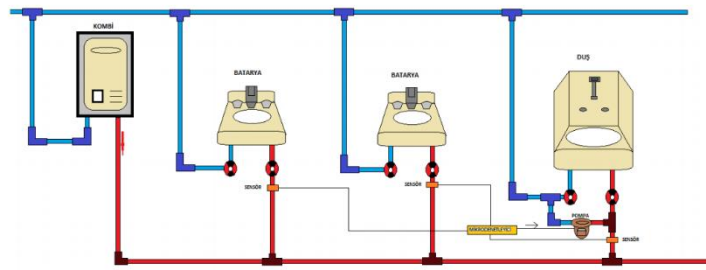 KOMBİ
BATARYA
BATARYA
DUŞ
SENSÖR
SENSÖR
POMPA
MİKRODENETLEYİCİ
SENSÖR